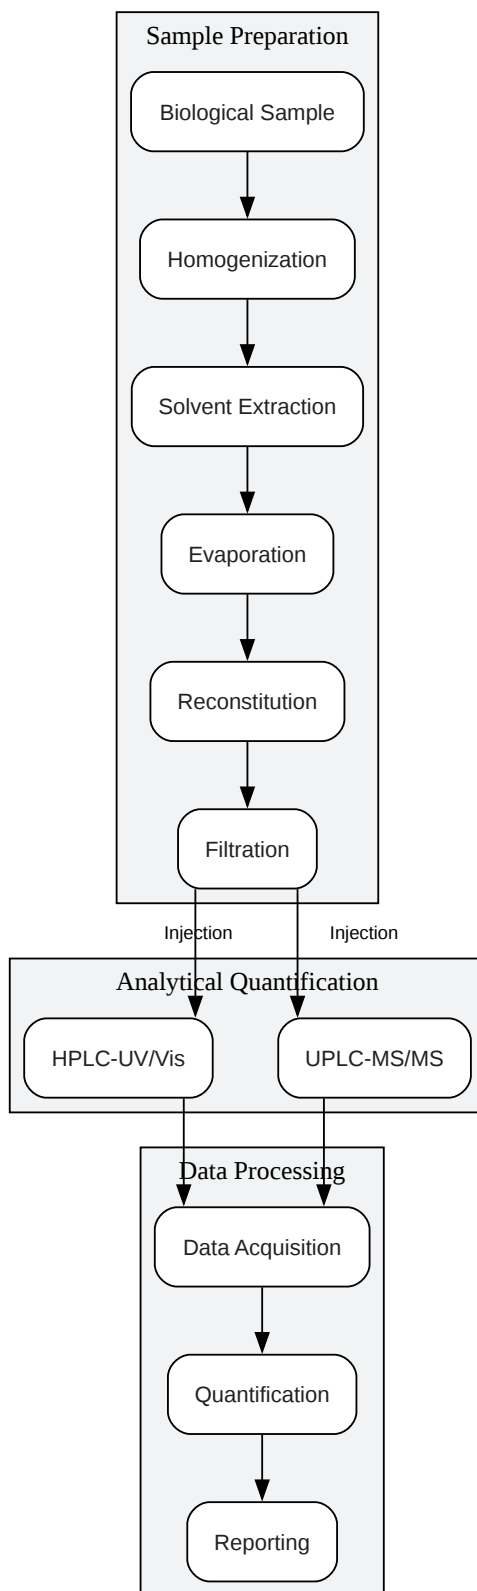 Sample Preparation
Biological Sample
Homogenization
Solvent Extraction
Evaporation
Reconstitution
Filtration
Injection
Injection
Analytical Quantification
HPLC-UV/Vis
UPLC-MS/MS
Data Processing
Data Acquisition
Quantification
Reporting